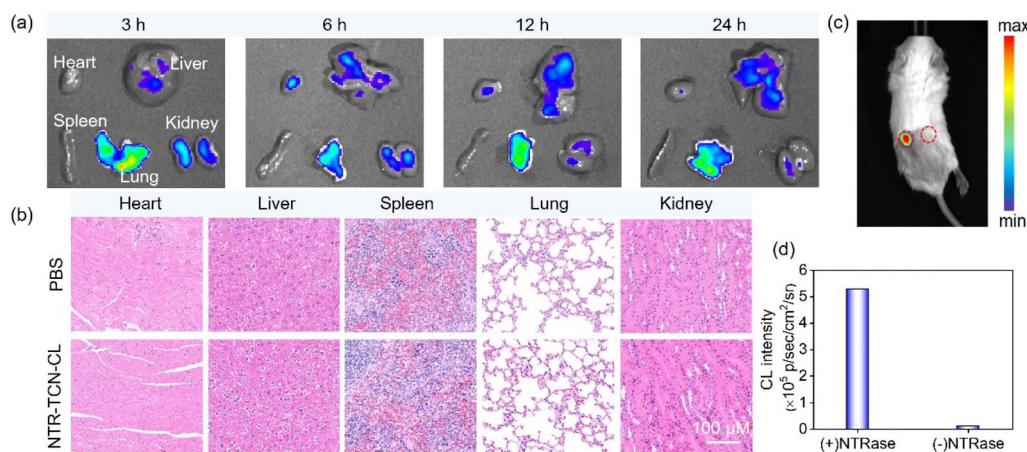 (a)
3 h
6 h
12 h
24 h
Heart
Liver
Spleen
Kidney
Lung
(b)
Heart
Liver
Spleen
Lung
Kidney
PBS
NTR-TCN-CL
100 μM
(c)
max
min
(d)
CL intensity
(×10⁵ p/sec/cm²/sr)
6
5
4
3
2
1
0
(+)NTRase
(-)NTRase